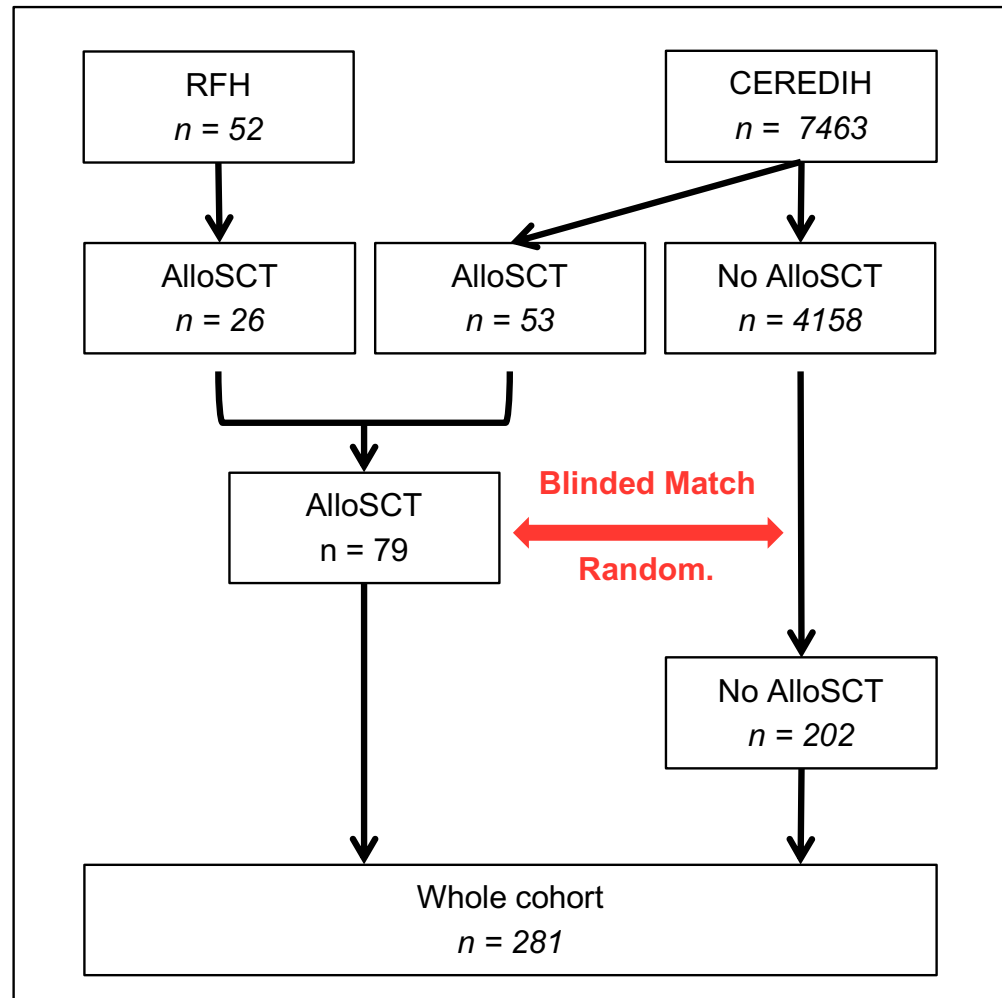 RFH
n = 52
CEREDIH
n = 7463
AlloSCT
n = 26
AlloSCT
n = 53
No AlloSCT
n = 4158
AlloSCT
n = 79
Blinded Match
Random.
No AlloSCT
n = 202
Whole cohort
n = 281